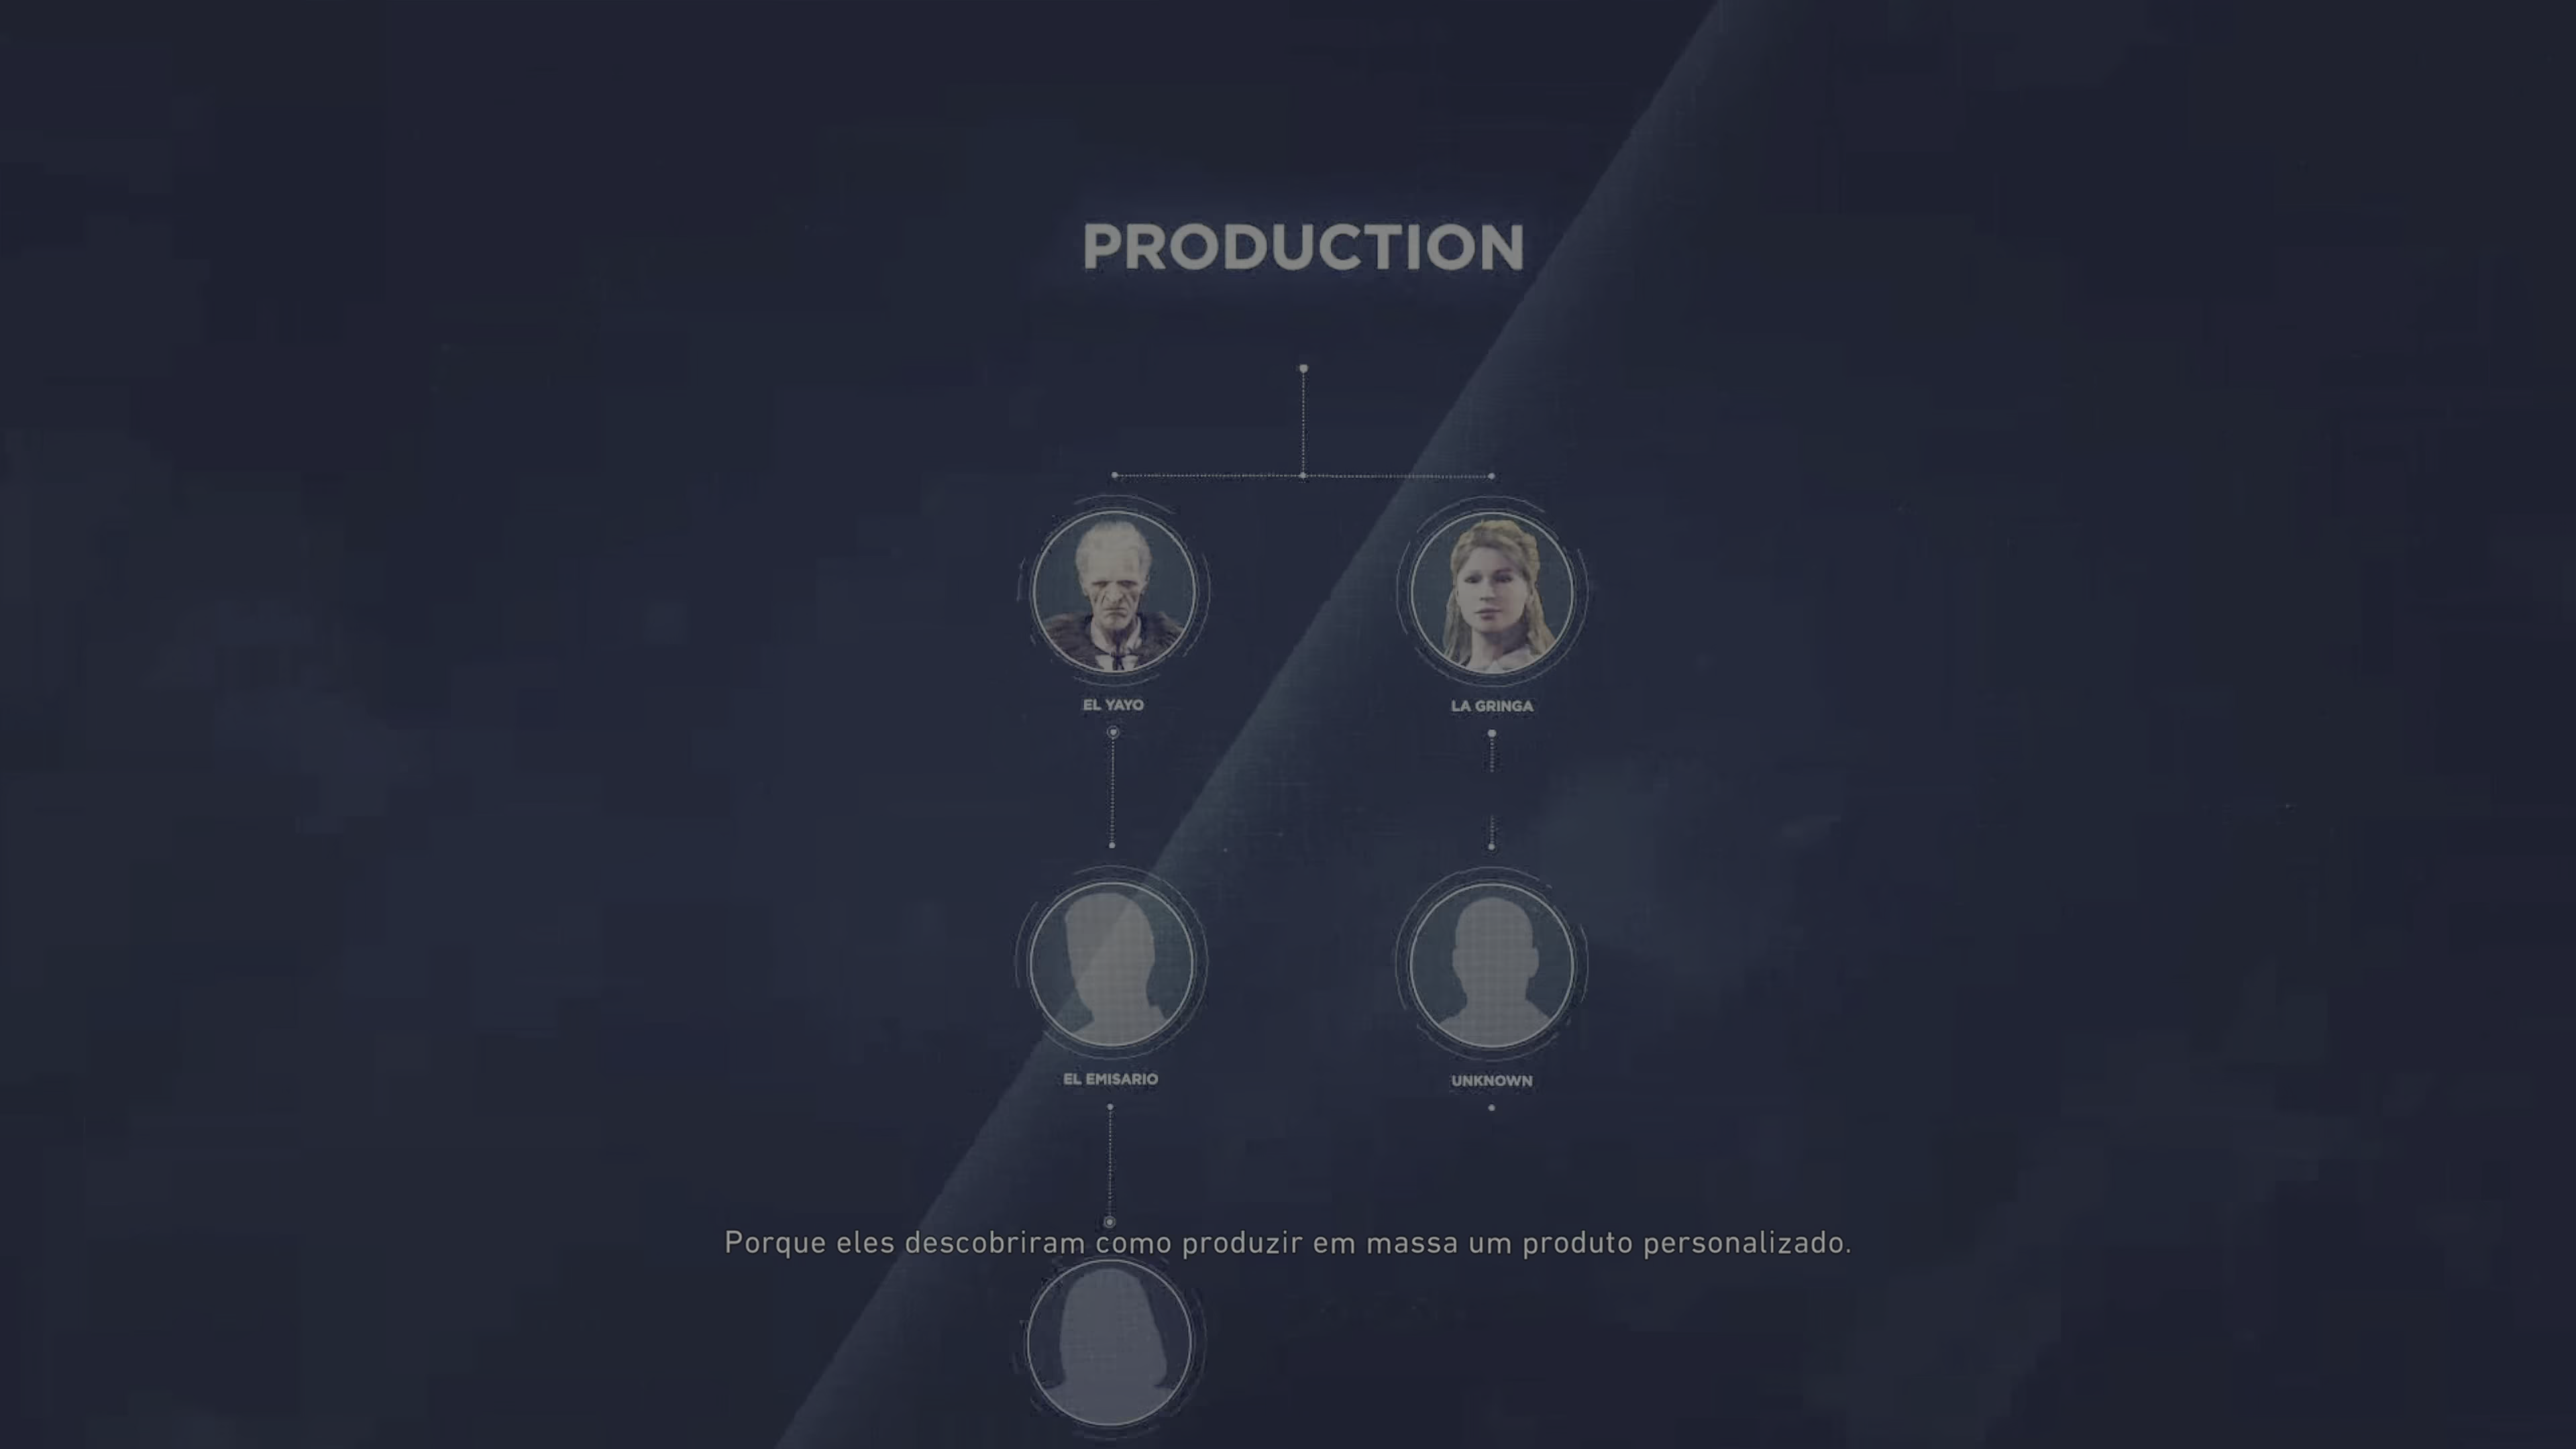 PRODUCTION
EL YAYO
LA GRINGA
EL EMISARIO
UNKNOWN
Porque eles descobriram como produzir em massa um produto personalizado.